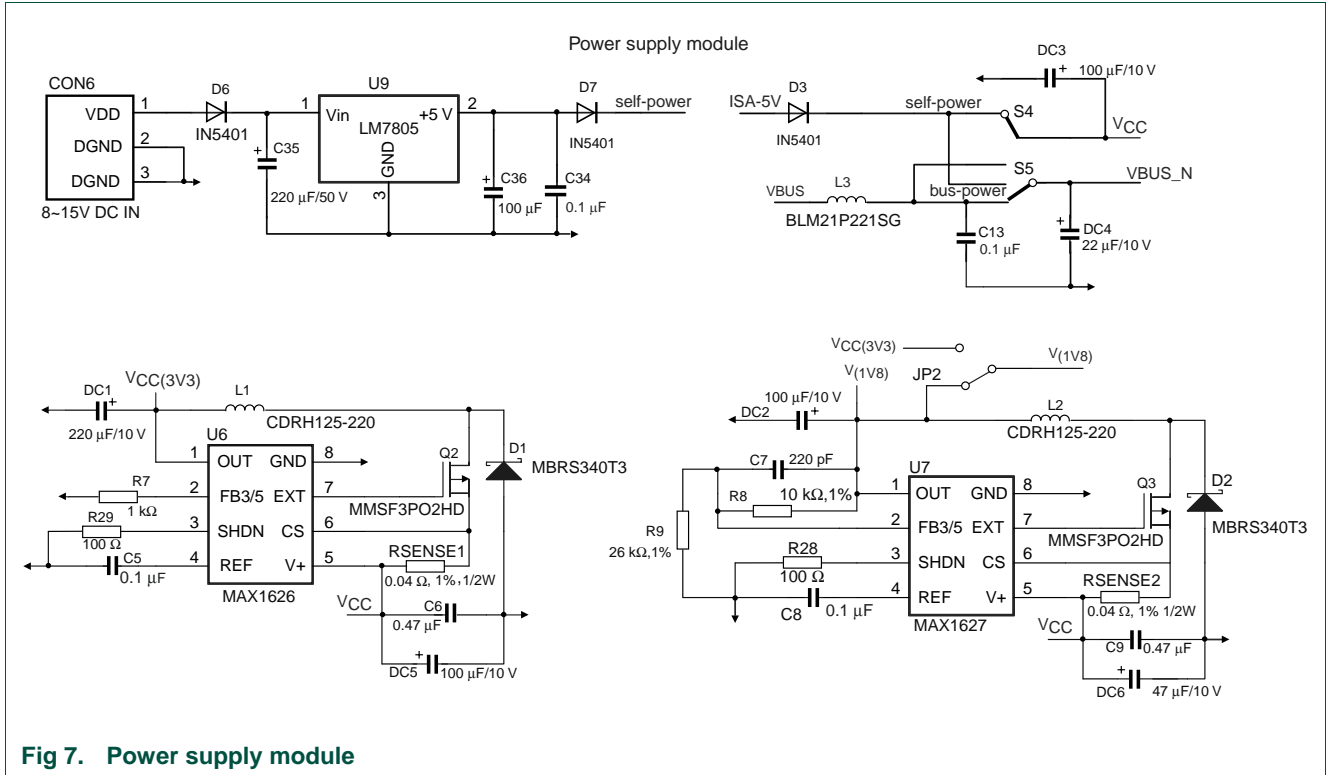 Power supply module
CON6
VDD
DGND
DGND
1
2
3
8~15V DC IN
D6
IN5401
C35
+
220 μF/50 V
U9
1
Vin
+5 V
LM7805
GND
2
3
+
C36
100 μF
C34
0.1 μF
D7
IN5401
self-power
ISA-5V
D3
IN5401
self-power
S4
DC3
+
100 μF/10 V
VCC
S5
VBUS
L3
bus-power
BLM21P221SG
VBUS_N
C13
0.1 μF
+
DC4
22 μF/10 V
DC1
+
220 μF/10 V
VCC(3V3)
L1
CDRH125-220
U6
1
OUT
GND
8
2
FB3/5
EXT
7
3
SHDN
CS
6
4
REF
V+
5
MAX1626
R7
1 kΩ
R29
100 Ω
C5
0.1 μF
Q2
MMSF3PO2HD
D1
MBRS340T3
RSENSE1
0.04 Ω, 1%,1/2W
VCC
C6
0.47 μF
+
DC5
100 μF/10 V
VCC(3V3)
V(1V8)
JP2
V(1V8)
100 μF/10 V
DC2
+
L2
CDRH125-220
C7
220 pF
R8
10 kΩ,1%
R9
26 kΩ,1%
U7
1
OUT
GND
8
2
FB3/5
EXT
7
3
SHDN
CS
6
4
REF
V+
5
MAX1627
R28
100 Ω
C8
0.1 μF
Q3
MMSF3PO2HD
D2
MBRS340T3
RSENSE2
0.04 Ω, 1% 1/2W
VCC
C9
0.47 μF
+
DC6
47 μF/10 V
Fig 7. Power supply module